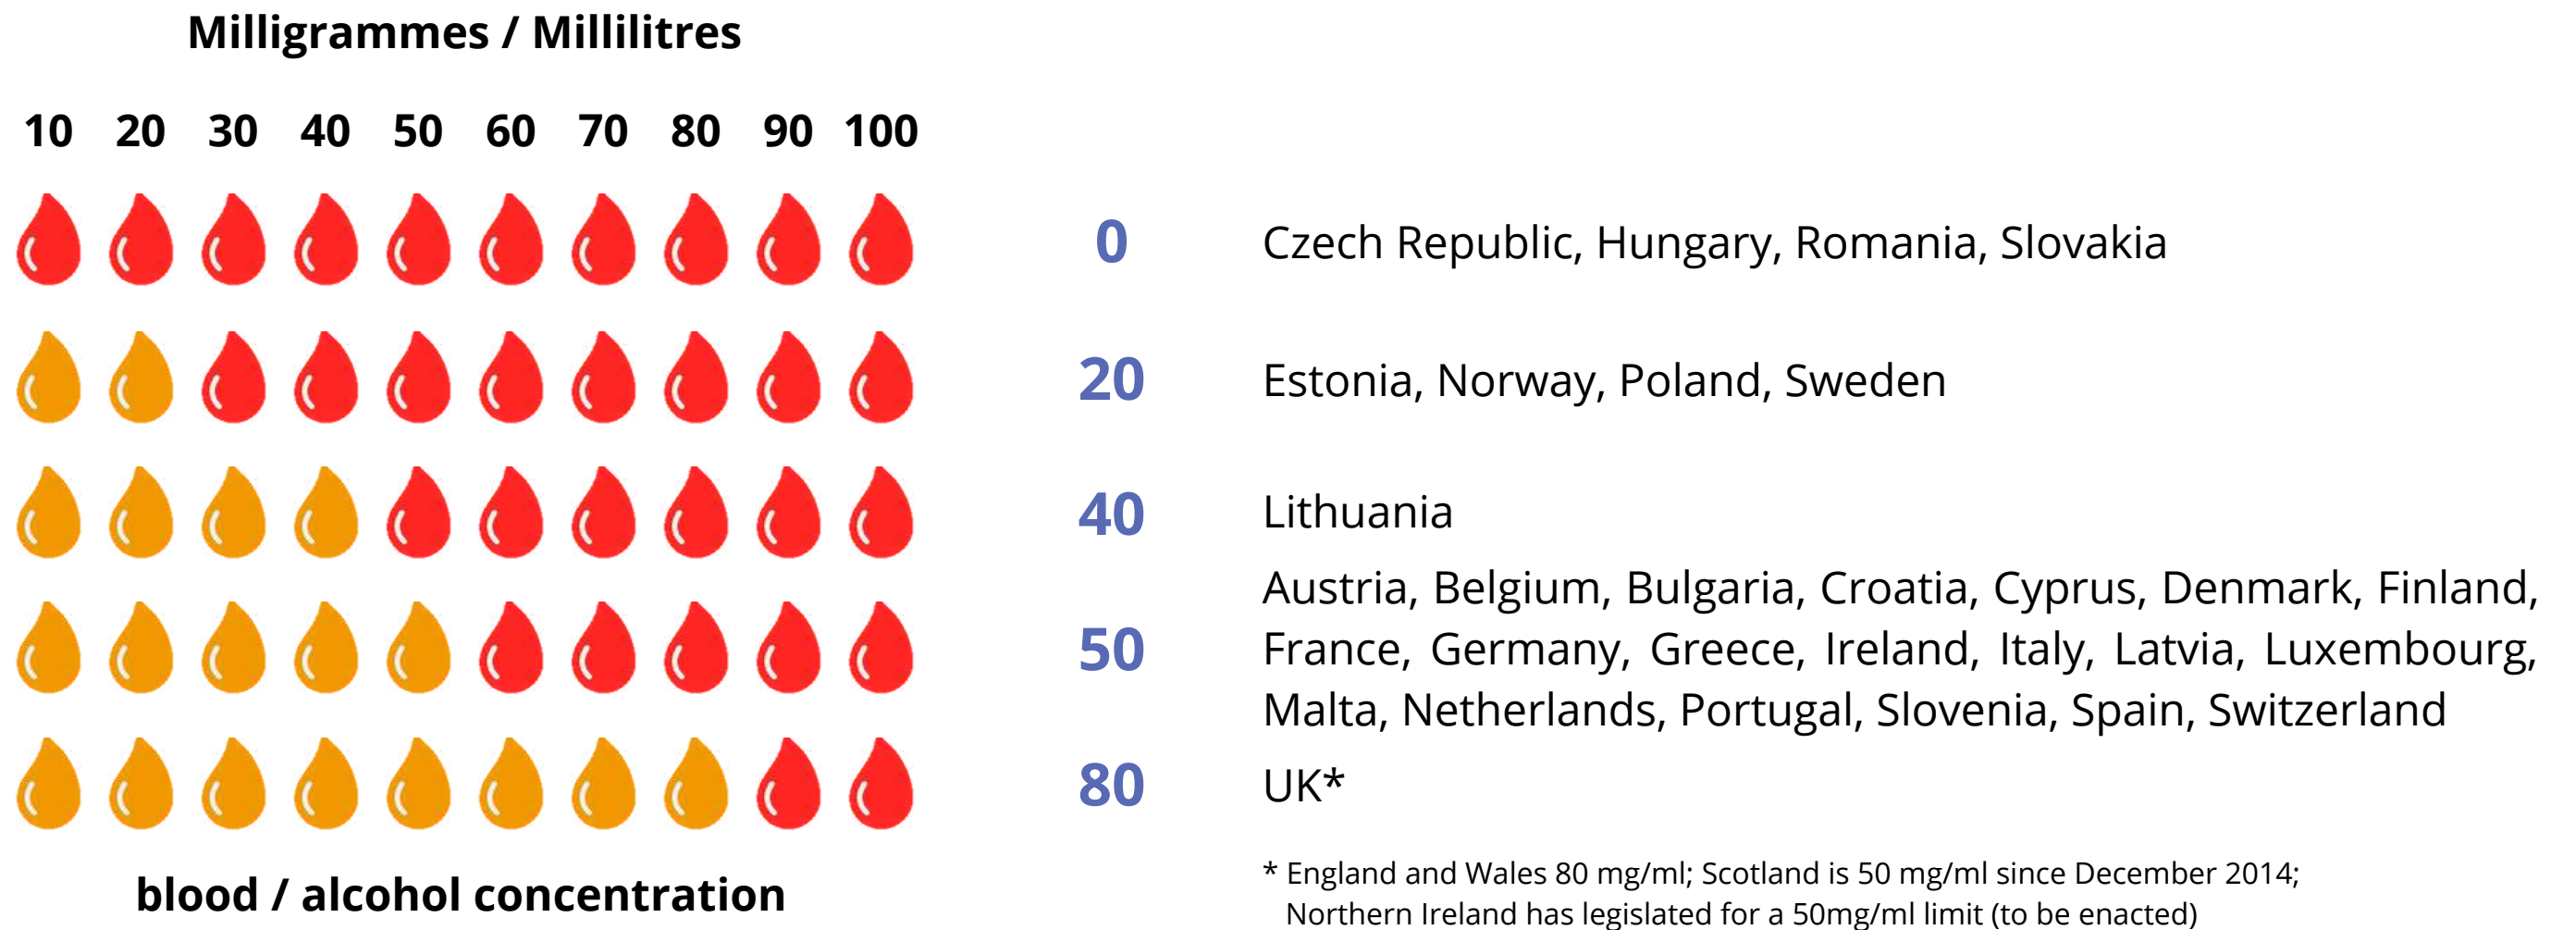 Milligrammes / Millilitres
10 20 30 40 50 60 70 80 90 100
0 Czech Republic, Hungary, Romania, Slovakia
20 Estonia, Norway, Poland, Sweden
40 Lithuania
Austria, Belgium, Bulgaria, Croatia, Cyprus, Denmark, Finland,
50 France, Germany, Greece, Ireland, Italy, Latvia, Luxembourg,
Malta, Netherlands, Portugal, Slovenia, Spain, Switzerland
80 UK*
blood / alcohol concentration
* England and Wales 80 mg/ml; Scotland is 50 mg/ml since December 2014;
Northern Ireland has legislated for a 50mg/ml limit (to be enacted)